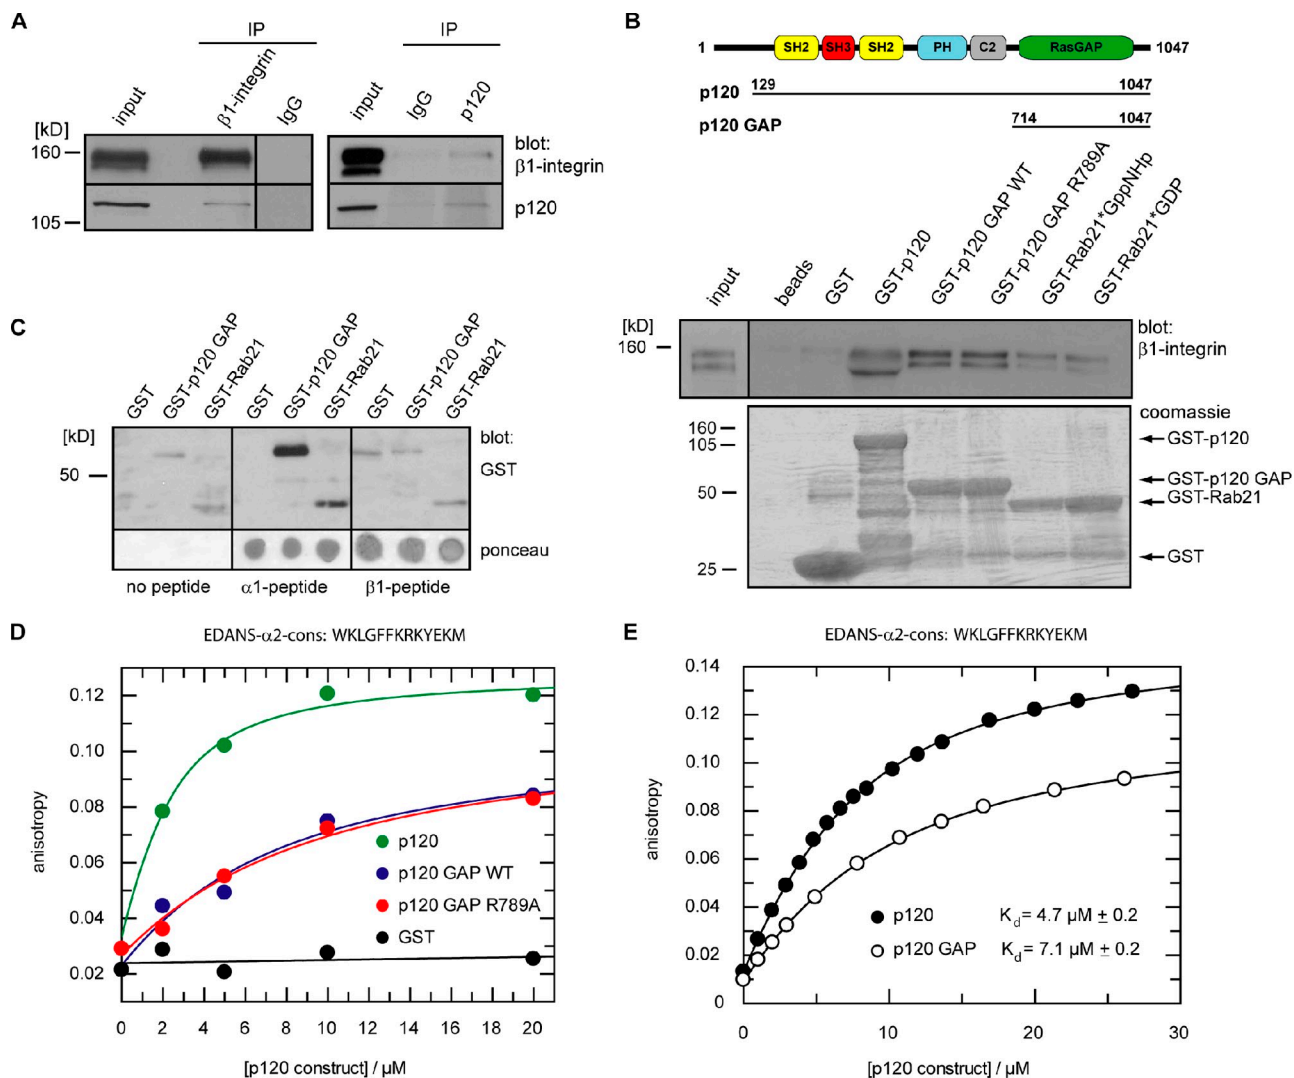 A
IP
IP
input
β1-integrin
IgG
input
IgG
p120
[kD]
160
105
blot:
β1-integrin
p120
B
1
SH2
SH3
SH2
PH
C2
RasGAP
1047
p120
129
1047
p120 GAP
714
1047
input
beads
GST
GST-p120
GST-p120 GAP WT
GST-p120 GAP R789A
GST-Rab21*GppNHp
GST-Rab21*GDP
[kD]
160
blot:
β1-integrin
coomassie
160
105
50
25
GST-p120
GST-p120 GAP
GST-Rab21
GST
C
GST
GST-p120 GAP
GST-Rab21
GST
GST-p120 GAP
GST-Rab21
GST
GST-p120 GAP
GST-Rab21
[kD]
50
blot:
GST
ponceau
no peptide
α1-peptide
β1-peptide
D
EDANS-α2-cons: WKLGFFKRKYEKM
anisotropy
0.12
0.10
0.08
0.06
0.04
0.02
p120
p120 GAP WT
p120 GAP R789A
GST
0 2 4 6 8 10 12 14 16 18 20
[p120 construct] / µM
E
EDANS-α2-cons: WKLGFFKRKYEKM
anisotropy
0.14
0.12
0.10
0.08
0.06
0.04
0.02
0
p120 Kd= 4.7 µM ± 0.2
p120 GAP Kd= 7.1 µM ± 0.2
0 10 20 30
[p120 construct] / µM